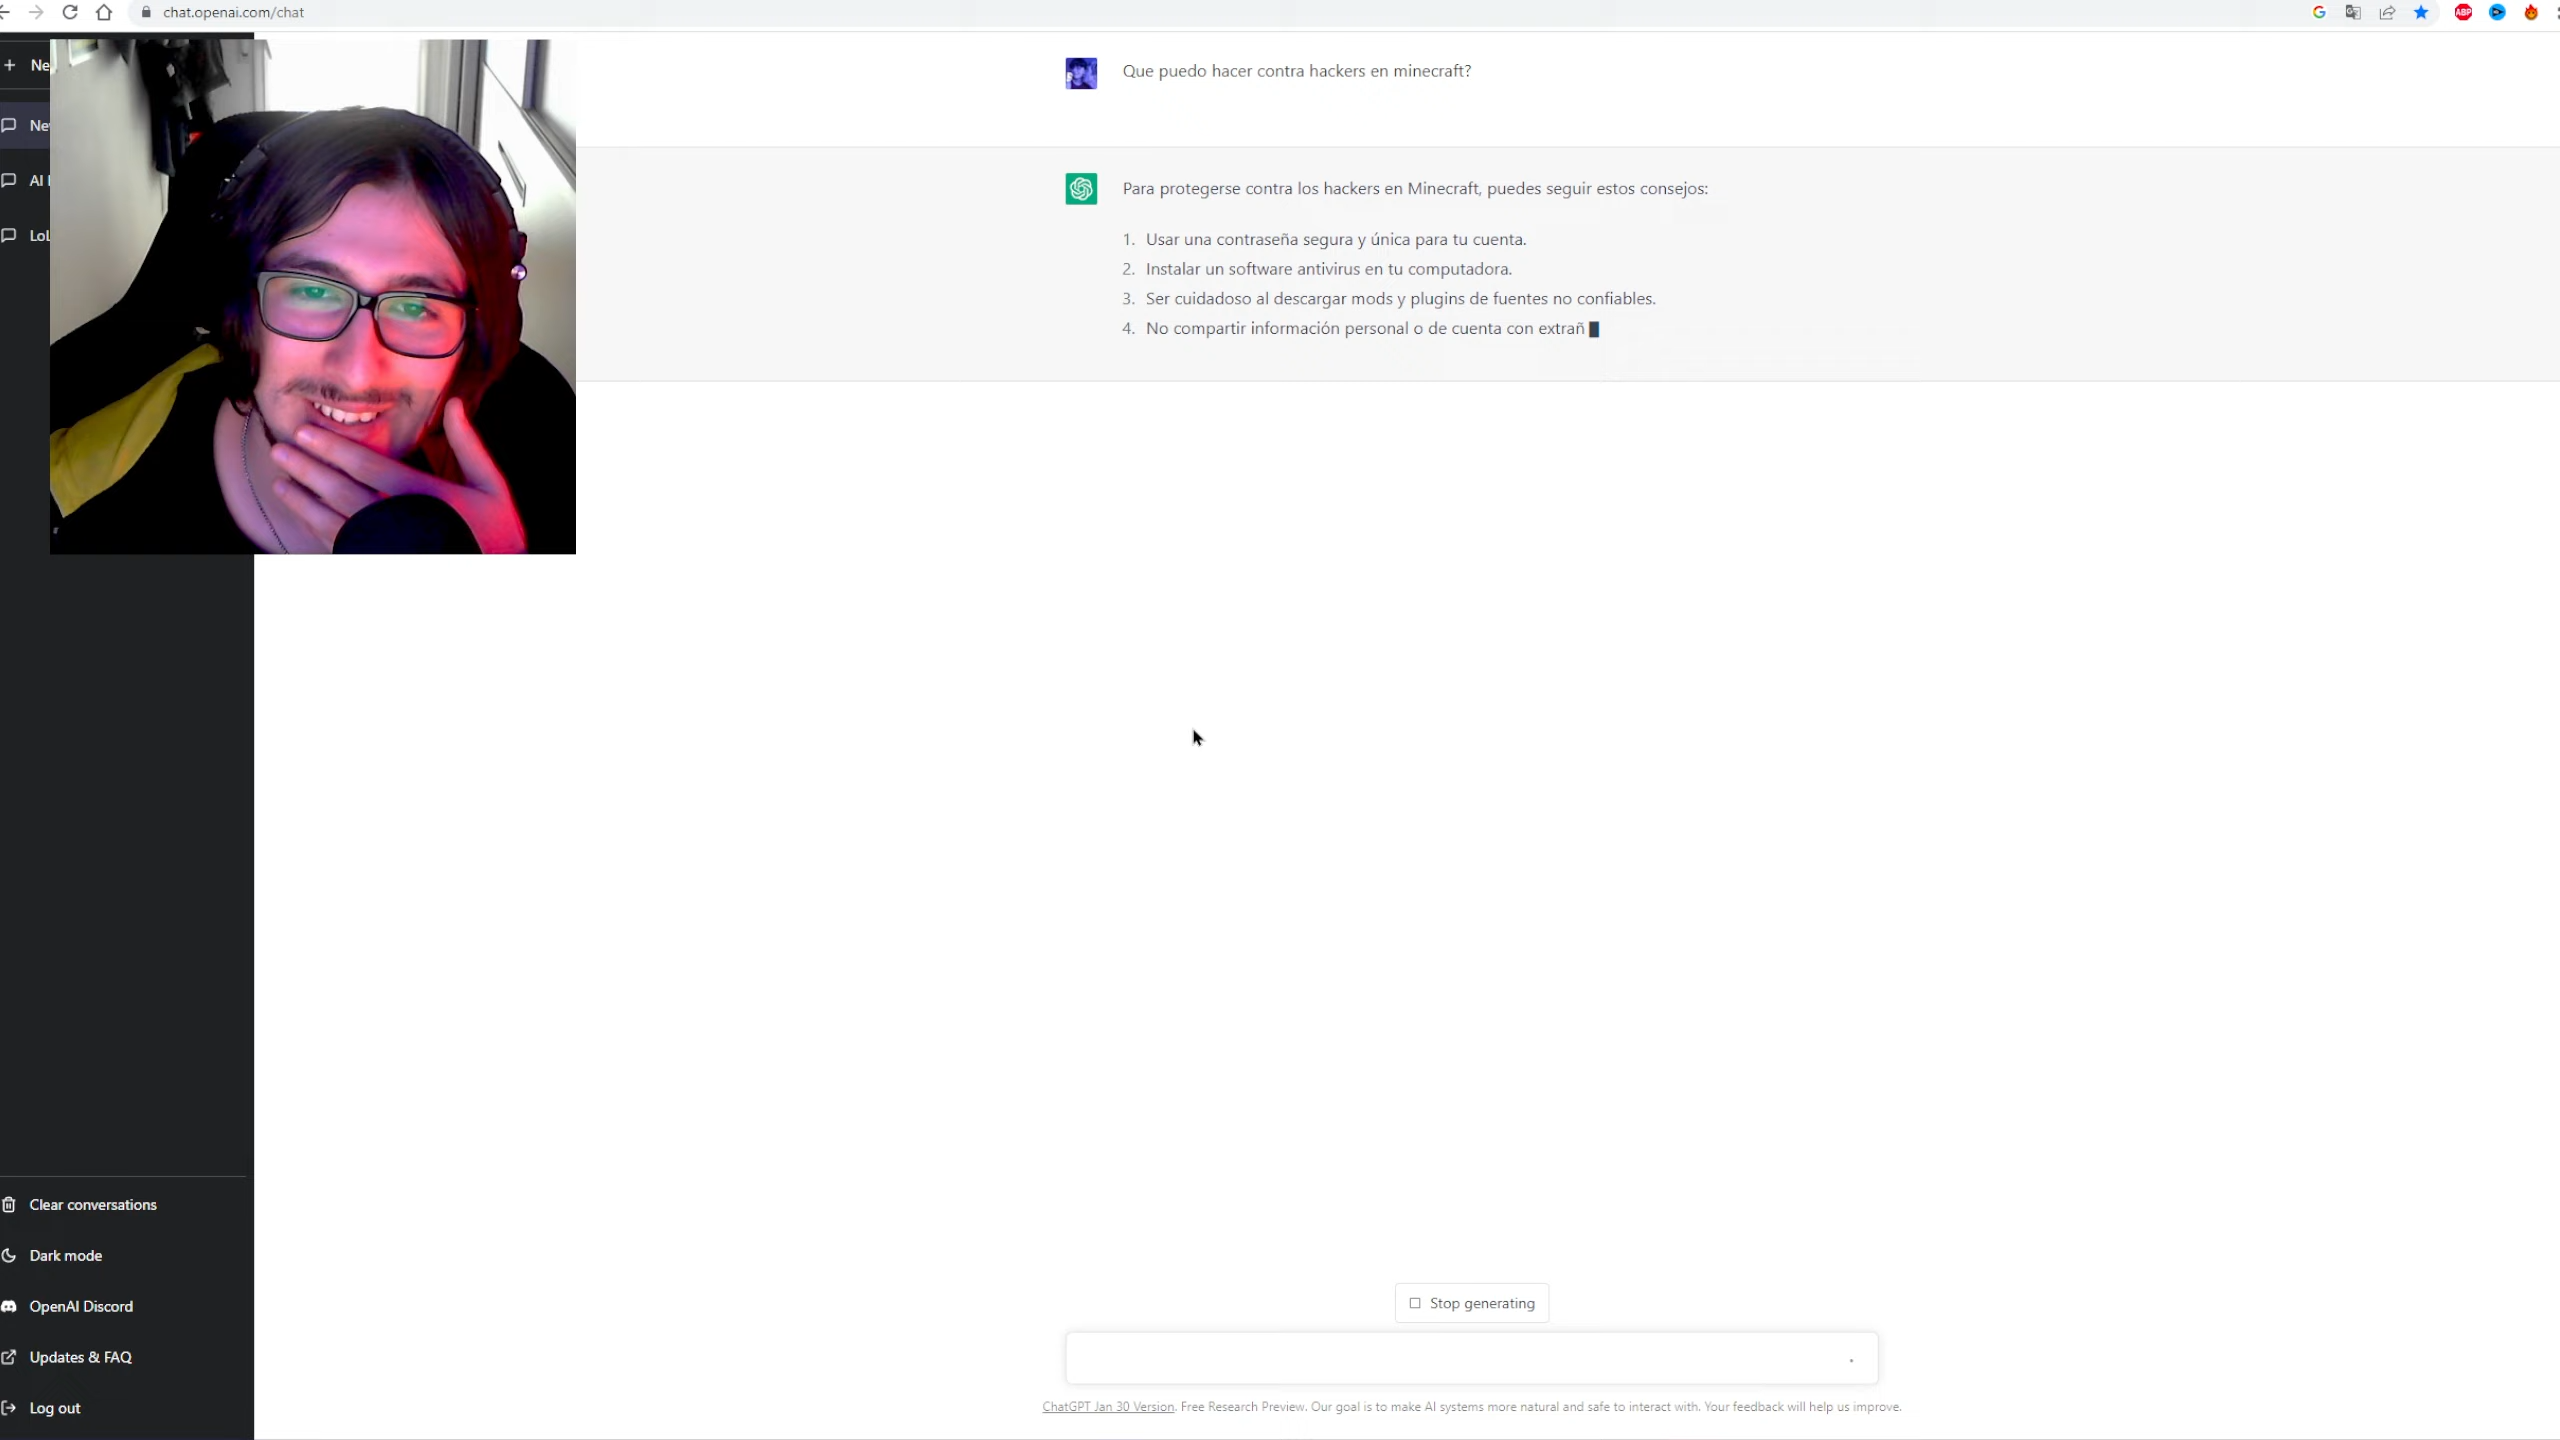 chat.openai.com/chat
ABP
Ne
Ne
AI
LoL
Que puedo hacer contra hackers en minecraft?
Para protegerse contra los hackers en Minecraft, puedes seguir estos consejos:
1. Usar una contraseña segura y única para tu cuenta.
2. Instalar un software antivirus en tu computadora.
3. Ser cuidadoso al descargar mods y plugins de fuentes no confiables.
4. No compartir información personal o de cuenta con extrañ
Clear conversations
Dark mode
OpenAI Discord
Updates & FAQ
Log out
Stop generating
ChatGPT Jan 30 Version. Free Research Preview. Our goal is to make AI systems more natural and safe to interact with. Your feedback will help us improve.